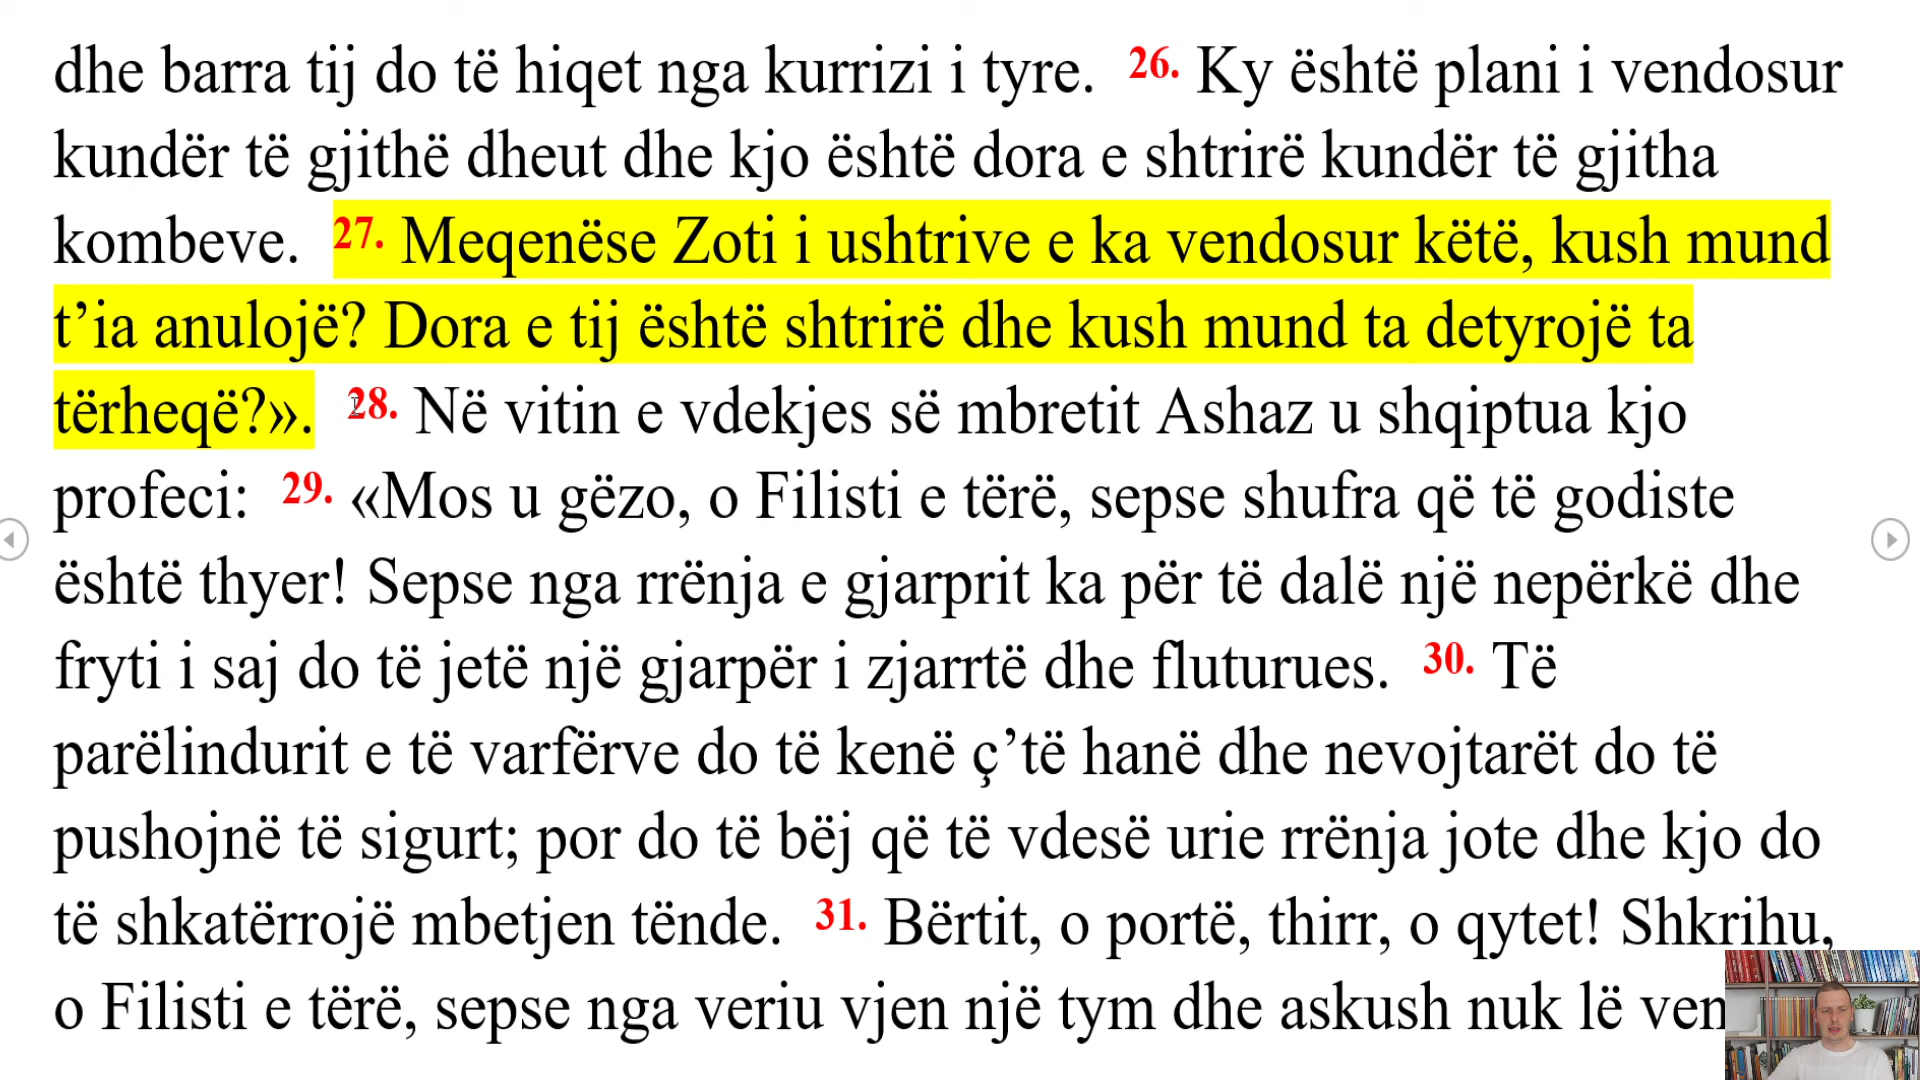 dhe barra tij do të hiqet nga kurrizi i tyre. 26. Ky është plani i vendosur
kundër të gjithë dheut dhe kjo është dora e shtrirë kundër të gjitha
kombeve. 27. Meqenëse Zoti i ushtrive e ka vendosur këtë, kush mund
t’ia anulojë? Dora e tij është shtrirë dhe kush mund ta detyrojë ta
tërheqë?». 28. Në vitin e vdekjes së mbretit Ashaz u shqiptua kjo
profeci: 29. «Mos u gëzo, o Filisti e tërë, sepse shufra që të godiste
është thyer! Sepse nga rrënja e gjarprit ka për të dalë një nepërkë dhe
fryti i saj do të jetë një gjarpër i zjarrtë dhe fluturues. 30. Të
parëlindurit e të varfërve do të kenë ç’të hanë dhe nevojtarët do të
pushojnë të sigurt; por do të bëj që të vdesë urie rrënja jote dhe kjo do
të shkatërrojë mbetjen tënde. 31. Bërtit, o portë, thirr, o qytet! Shkrihu,
o Filisti e tërë, sepse nga veriu vjen një tym dhe askush nuk lë